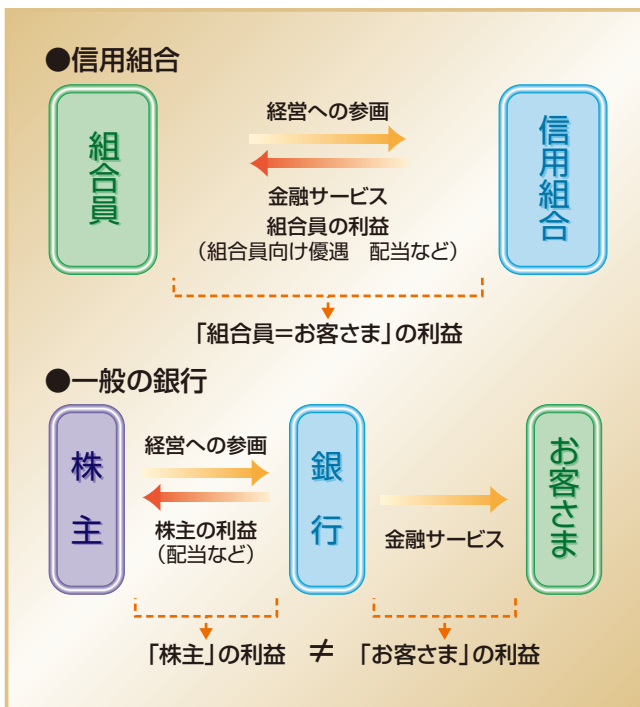 ●信用組合
組合員
経営への参画
信用組合
金融サービス
組合員の利益
（組合員向け優遇　配当など）
「組合員＝お客さま」の利益
●一般の銀行
株主
経営への参画
株主の利益
（配当など）
銀行
金融サービス
お客さま
「株主」の利益　≠　「お客さま」の利益